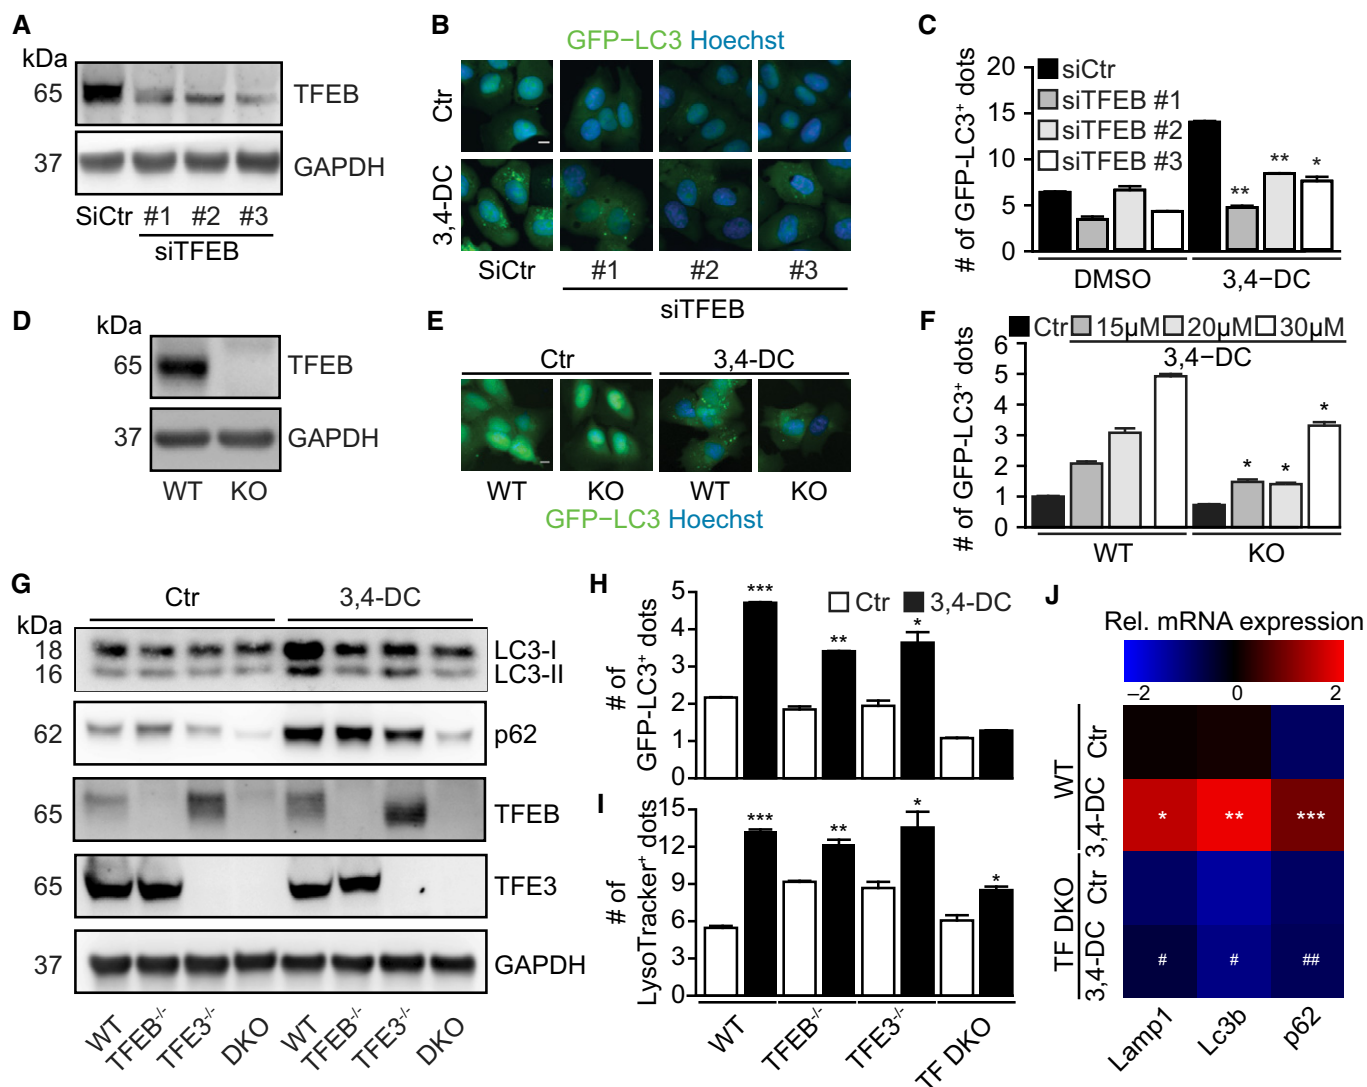 A
kDa
65
TFEB
37
GAPDH
SiCtr #1 #2 #3
siTFEB
B
GFP–LC3 Hoechst
Ctr
3,4-DC
SiCtr #1 #2 #3
siTFEB
C
# of GFP-LC3⁺ dots
20
15
10
5
0
siCtr
siTFEB #1
siTFEB #2
siTFEB #3
** ** *
DMSO 3,4–DC
D
kDa
65
TFEB
37
GAPDH
WT KO
E
Ctr 3,4-DC
WT KO WT KO
GFP–LC3 Hoechst
F
Ctr 15µM 20µM 30µM
3,4–DC
# of GFP-LC3⁺ dots
6
5
4
3
2
1
0
* * *
WT KO
G
Ctr 3,4-DC
kDa
18
LC3-I
16
LC3-II
62
p62
65
TFEB
65
TFE3
37
GAPDH
WT TFEB⁻/⁻ TFE3⁻/⁻ DKO WT TFEB⁻/⁻ TFE3⁻/⁻ DKO
H
# of
GFP-LC3⁺ dots
5
4
3
2
1
0
Ctr 3,4-DC
*** ** *
I
# of
LysoTracker⁺ dots
15
12
9
6
3
0
*** ** * *
WT TFEB⁻/⁻ TFE3⁻/⁻ TF DKO
J
Rel. mRNA expression
–2 0 2
WT
Ctr
3,4-DC
* ** ***
TF DKO
Ctr
3,4-DC
# # ##
Lamp1 Lc3b p62